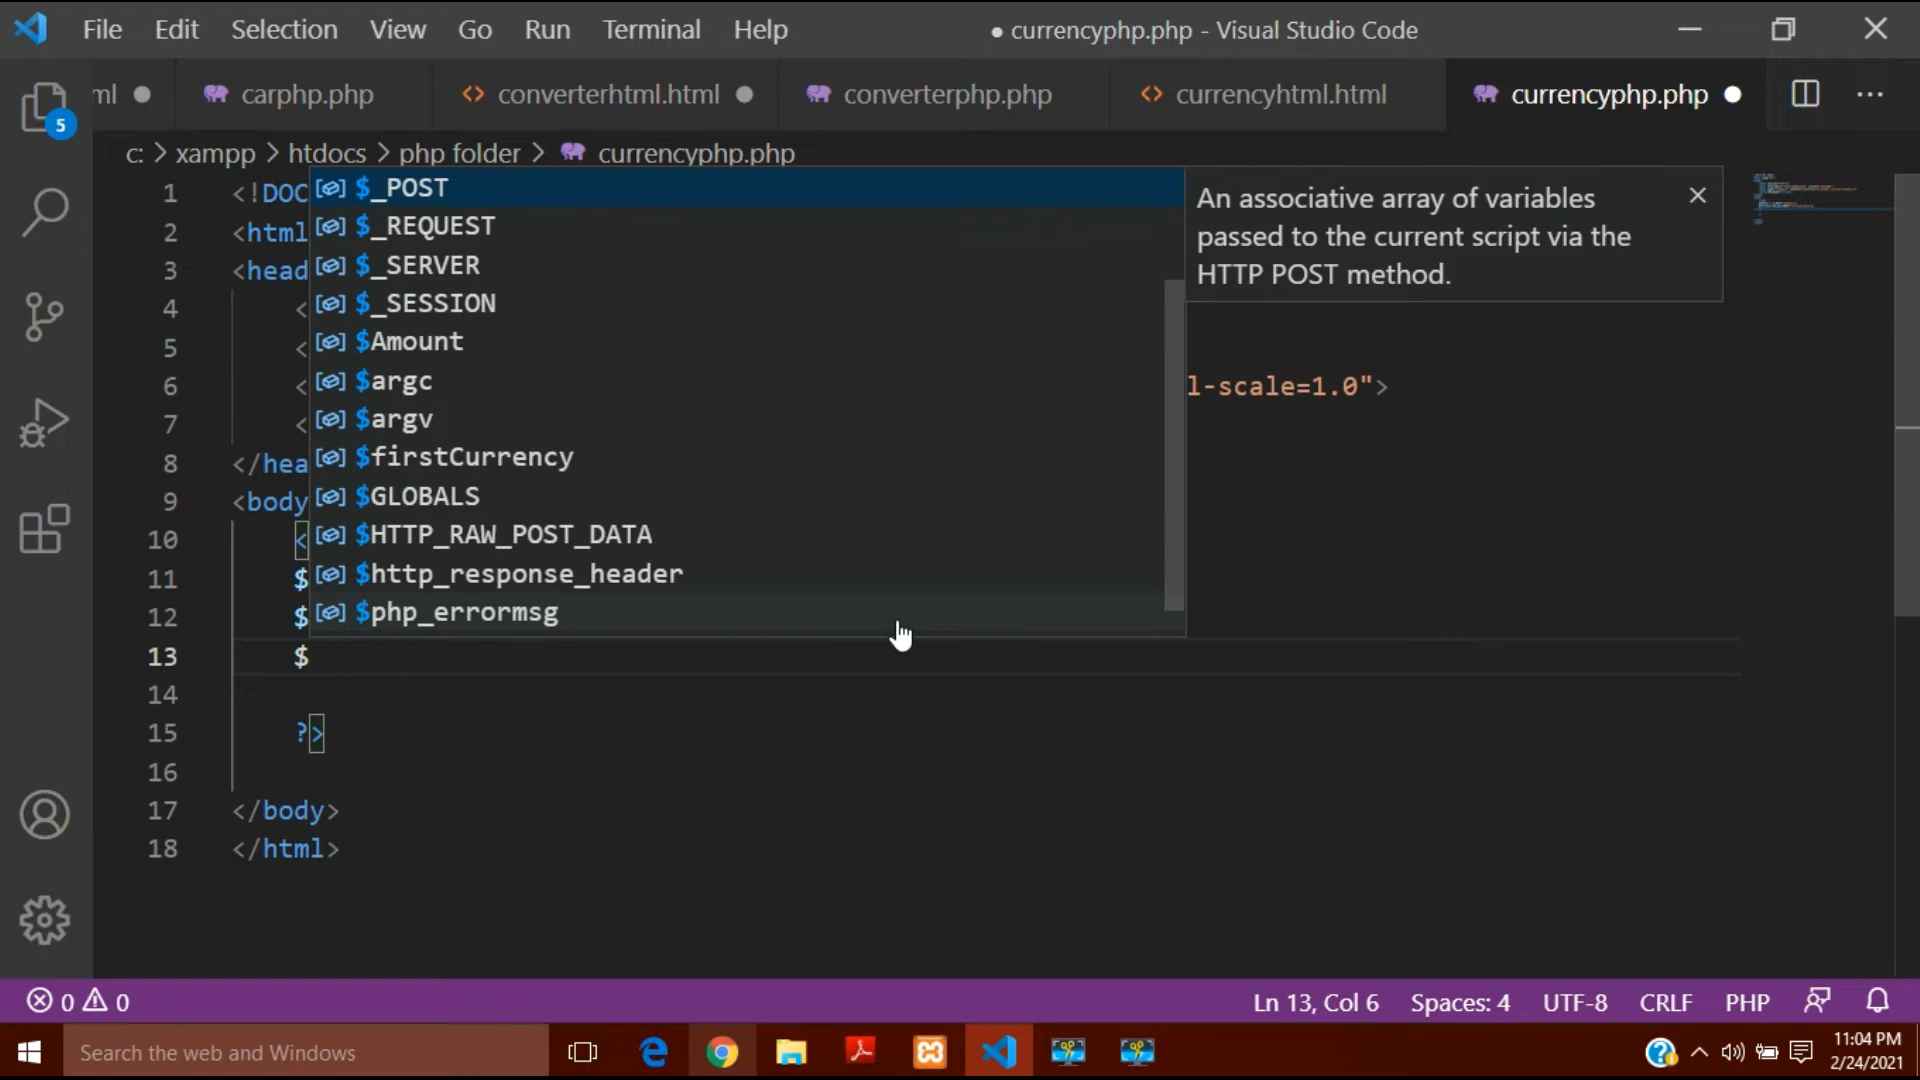 File Edit Selection View Go Run Terminal Help ● currencyphp.php - Visual Studio Code
ml ● carphp.php <> converterhtml.html ● converterphp.php <> currencyhtml.html currencyphp.php ●
5
c: > xampp > htdocs > php folder > currencyphp.php
1 <!DOC $_POST
An associative array of variables
passed to the current script via the
HTTP POST method.
2 <html $_REQUEST
3 <head $_SERVER
4 < $_SESSION
5 < $Amount
6 < $argc l-scale=1.0">
7 < $argv
8 </hea $firstCurrency
9 <body $GLOBALS
10 < $HTTP_RAW_POST_DATA
11 $ $http_response_header
12 $ $php_errormsg
13 $
14
15 ?>
16
17 </body>
18 </html>
0 0 Ln 13, Col 6 Spaces: 4 UTF-8 CRLF PHP
Search the web and Windows
11:04 PM
2/24/2021